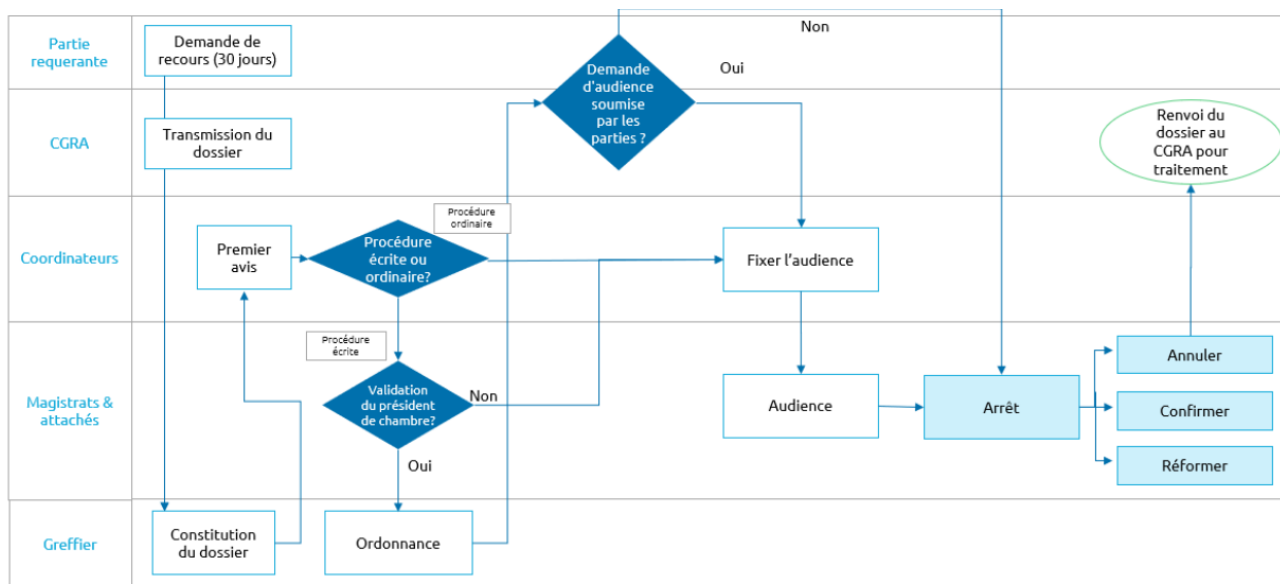 Partie
requerante
Demande de
recours (30 jours)
Demande
d'audience
soumise
par les
parties ?
Non
Oui
CGRA
Transmission du
dossier
Renvoi du
dossier au
CGRA pour
traitement
Coordinateurs
Premier
avis
Procédure
écrite ou
ordinaire?
Procédure
ordinaire
Fixer l'audience
Magistrats &
attachés
Procédure
écrite
Validation
du président
de chambre?
Non
Oui
Audience
Arrêt
Annuler
Confirmer
Réformer
Greffier
Constitution
du dossier
Ordonnance